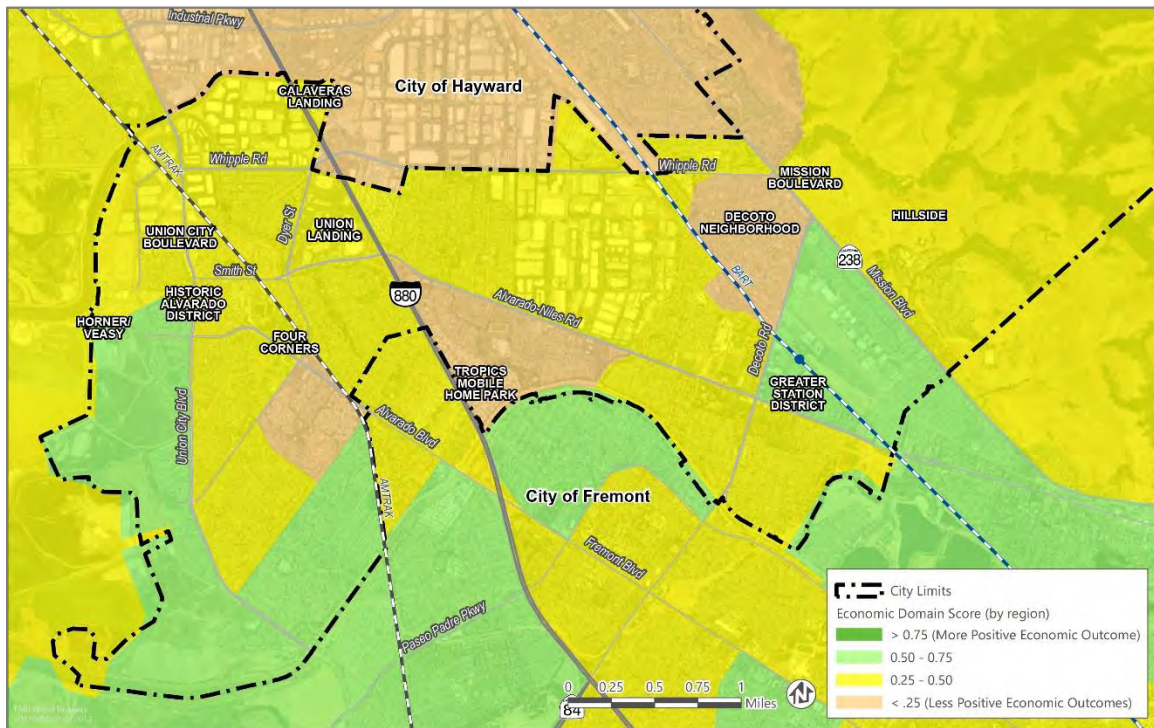 Industrial Pkwy
City of Hayward
CALAVERAS
LANDING
AMTRAK
Whipple Rd
Whipple Rd
MISSION
BOULEVARD
DECOTO
NEIGHBORHOOD
HILLSIDE
UNION CITY
BOULEVARD
Dyer St
UNION
LANDING
238
Mission Blvd
BART
Smith St
880
Alvarado-Niles Rd
HISTORIC
ALVARADO
DISTRICT
HORNER/
VEASY
FOUR
CORNERS
Decoto Rd
TROPICS
MOBILE
HOME PARK
GREATER
STATION
DISTRICT
Union City Blvd
Alvarado Blvd
AMTRAK
City of Fremont
Fremont Blvd
Paseo Padre Pkwy
City Limits
Economic Domain Score (by region)
> 0.75 (More Positive Economic Outcome)
0.50 - 0.75
0.25 - 0.50
< .25 (Less Positive Economic Outcomes)
0 0.25 0.5 0.75 1
Miles
N
84